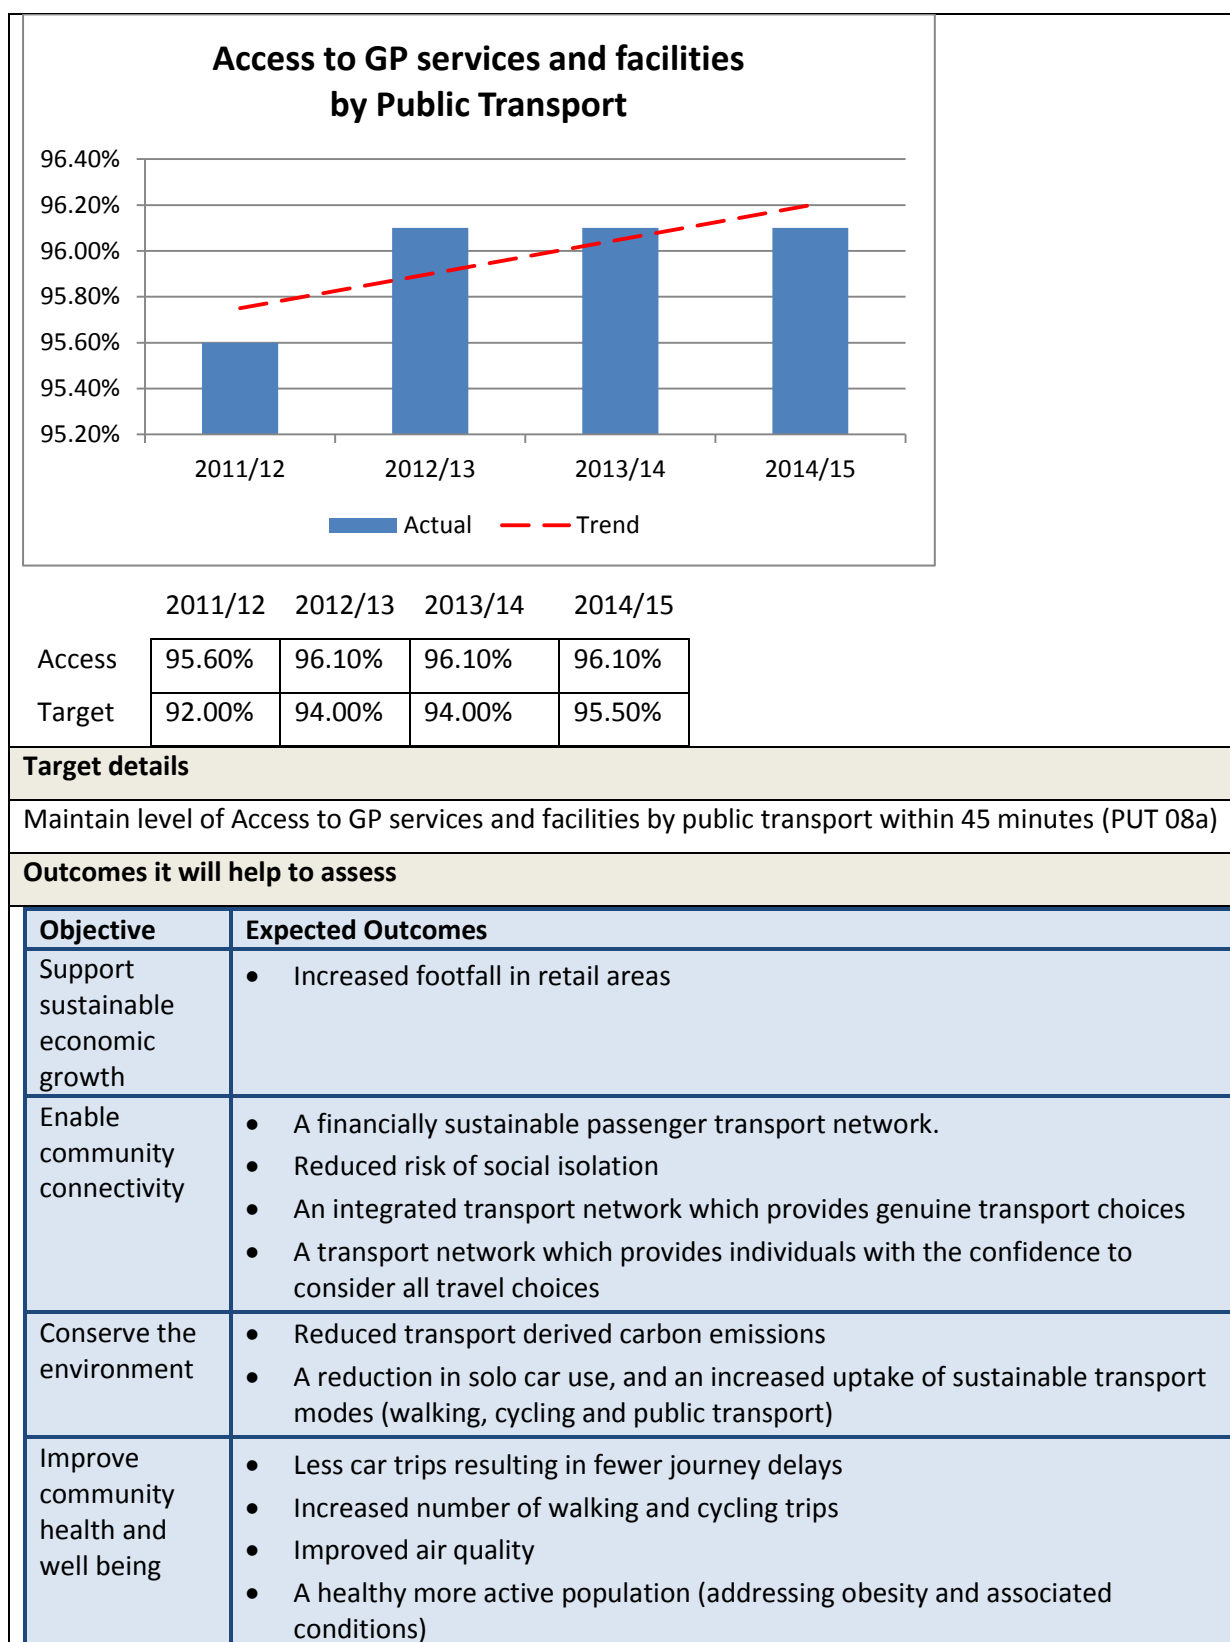 Access to GP services and facilities
by Public Transport
96.40%
96.20%
96.00%
95.80%
95.60%
95.40%
95.20%
2011/12 2012/13 2013/14 2014/15
Actual Trend
2011/12 2012/13 2013/14 2014/15
Access 95.60% 96.10% 96.10% 96.10%
Target 92.00% 94.00% 94.00% 95.50%
Target details
Maintain level of Access to GP services and facilities by public transport within 45 minutes (PUT 08a)
Outcomes it will help to assess
Objective Expected Outcomes
Support
sustainable
economic
growth
• Increased footfall in retail areas
Enable
community
connectivity
• A financially sustainable passenger transport network.
• Reduced risk of social isolation
• An integrated transport network which provides genuine transport choices
• A transport network which provides individuals with the confidence to
consider all travel choices
Conserve the
environment
• Reduced transport derived carbon emissions
• A reduction in solo car use, and an increased uptake of sustainable transport
modes (walking, cycling and public transport)
Improve
community
health and
well being
• Less car trips resulting in fewer journey delays
• Increased number of walking and cycling trips
• Improved air quality
• A healthy more active population (addressing obesity and associated
conditions)